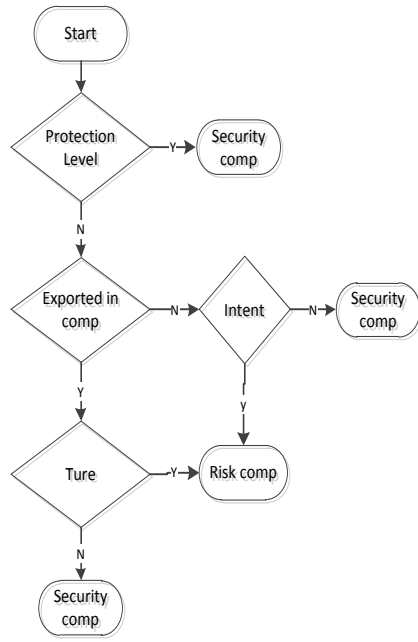 Start
Protection
Level
Y
Security
comp
N
Exported in
comp
N
Intent
N
Security
comp
Y
y
Ture
Y
Risk comp
N
Security
comp